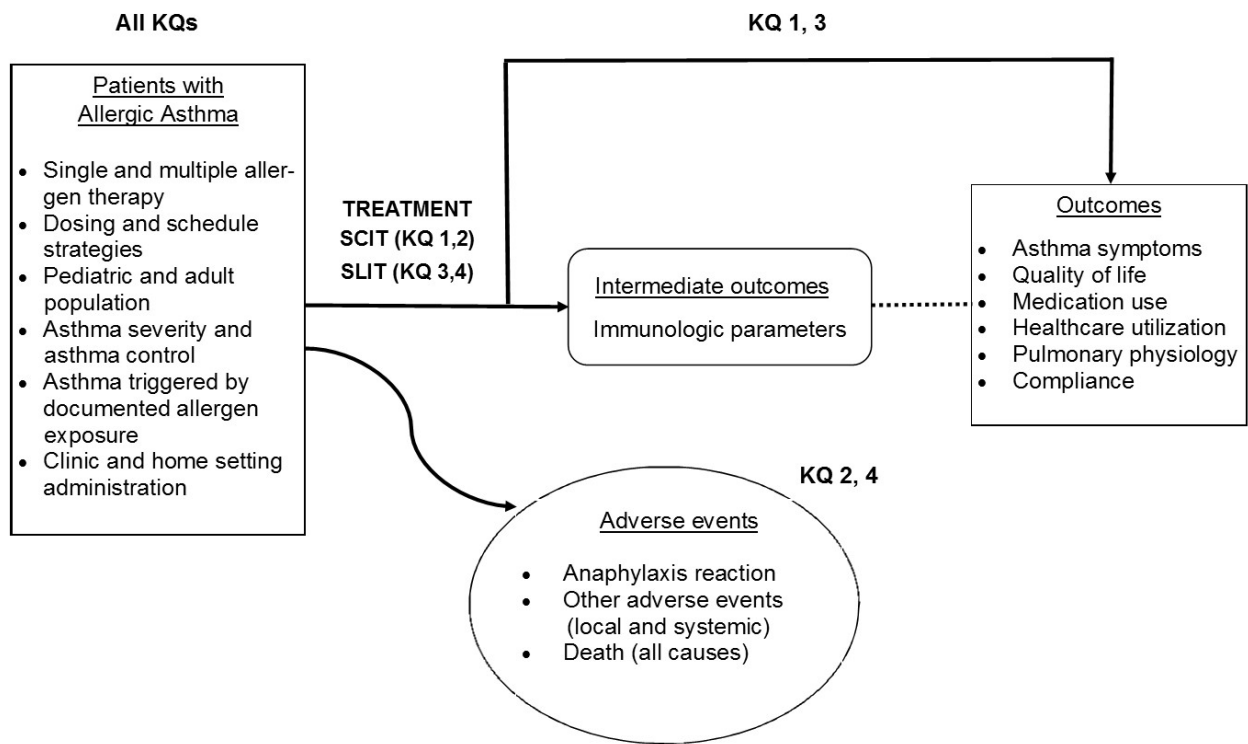 All KQs
KQ 1, 3
Patients with
Allergic Asthma
• Single and multiple aller-
gen therapy
• Dosing and schedule
strategies
• Pediatric and adult
population
• Asthma severity and
asthma control
• Asthma triggered by
documented allergen
exposure
• Clinic and home setting
administration
TREATMENT
SCIT (KQ 1,2)
SLIT (KQ 3,4)
Intermediate outcomes
Immunologic parameters
Outcomes
• Asthma symptoms
• Quality of life
• Medication use
• Healthcare utilization
• Pulmonary physiology
• Compliance
KQ 2, 4
Adverse events
• Anaphylaxis reaction
• Other adverse events
(local and systemic)
• Death (all causes)